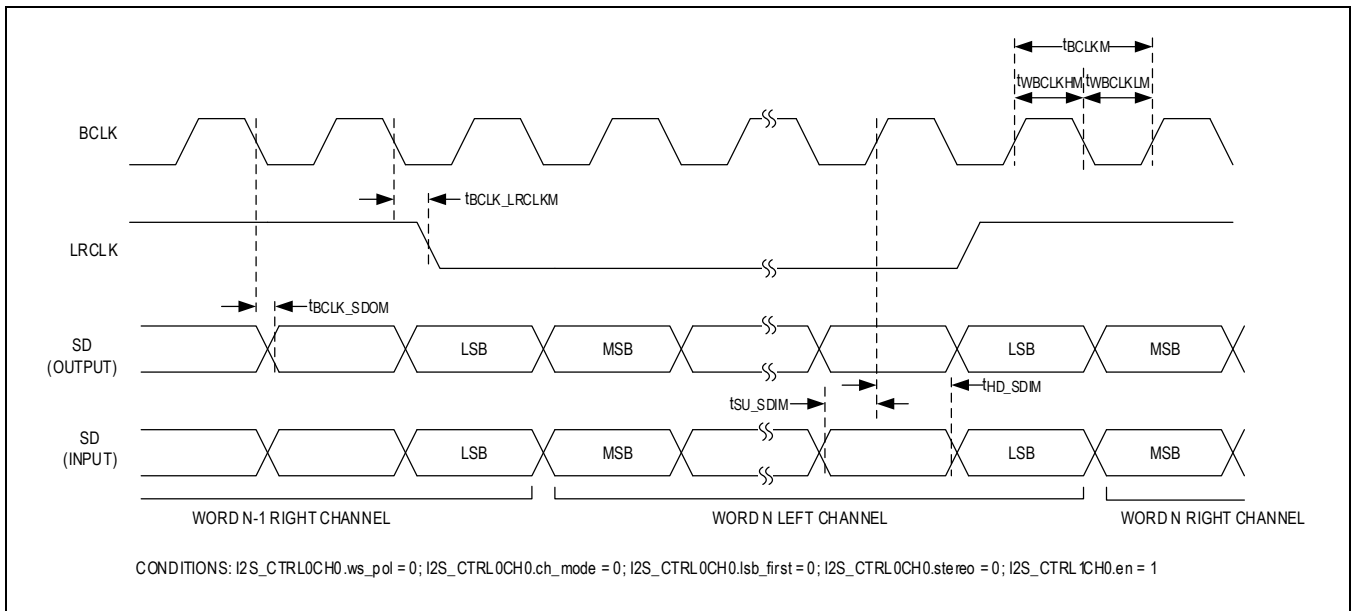 tBCLKM
tWBCLKHM tWBCLKLM
BCLK
tBCLK_LRCLKM
LRCLK
tBCLK_SDOM
SD
(OUTPUT)
LSB MSB LSB MSB
tSU_SDIM tHD_SDIM
SD
(INPUT)
LSB MSB LSB MSB
WORD N-1 RIGHT CHANNEL WORD N LEFT CHANNEL WORD N RIGHT CHANNEL
CONDITIONS: I2S_CTRL0CH0.ws_pol = 0; I2S_CTRL0CH0.ch_mode = 0; I2S_CTRL0CH0.lsb_first = 0; I2S_CTRL0CH0.stereo = 0; I2S_CTRL1CH0.en = 1